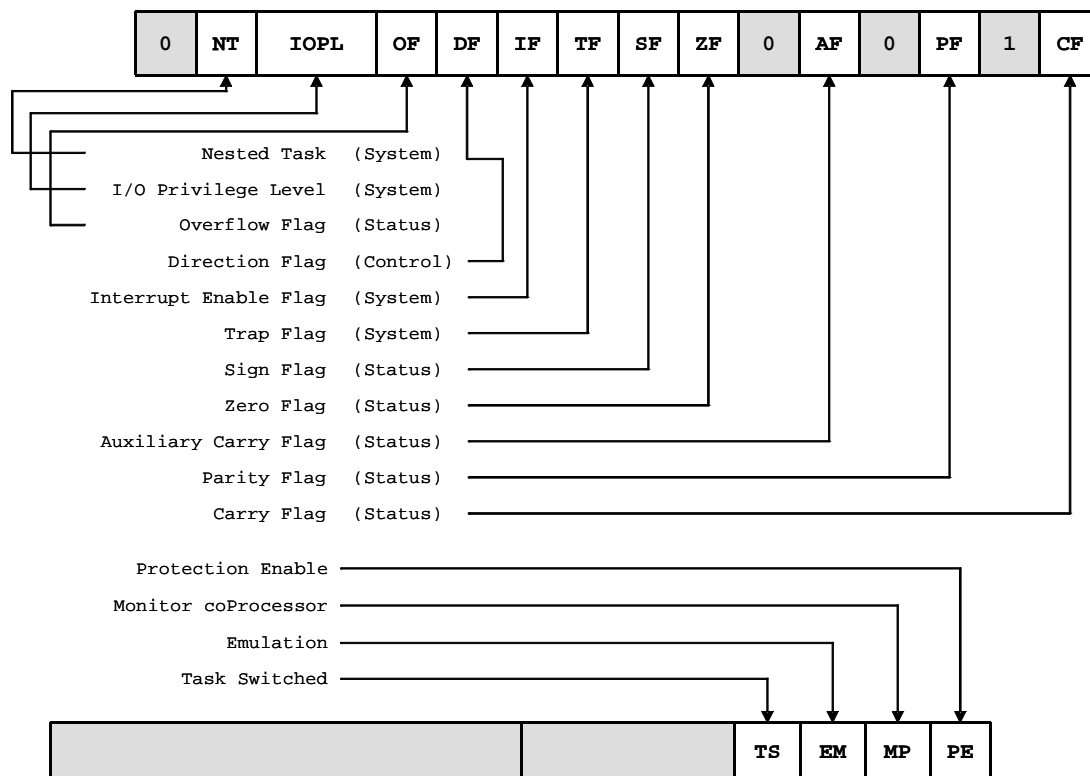 0 NT IOPL OF DF IF TF SF ZF 0 AF 0 PF 1 CF
Nested Task (System)
I/O Privilege Level (System)
Overflow Flag (Status)
Direction Flag (Control)
Interrupt Enable Flag (System)
Trap Flag (System)
Sign Flag (Status)
Zero Flag (Status)
Auxiliary Carry Flag (Status)
Parity Flag (Status)
Carry Flag (Status)
Protection Enable
Monitor coProcessor
Emulation
Task Switched
TS EM MP PE